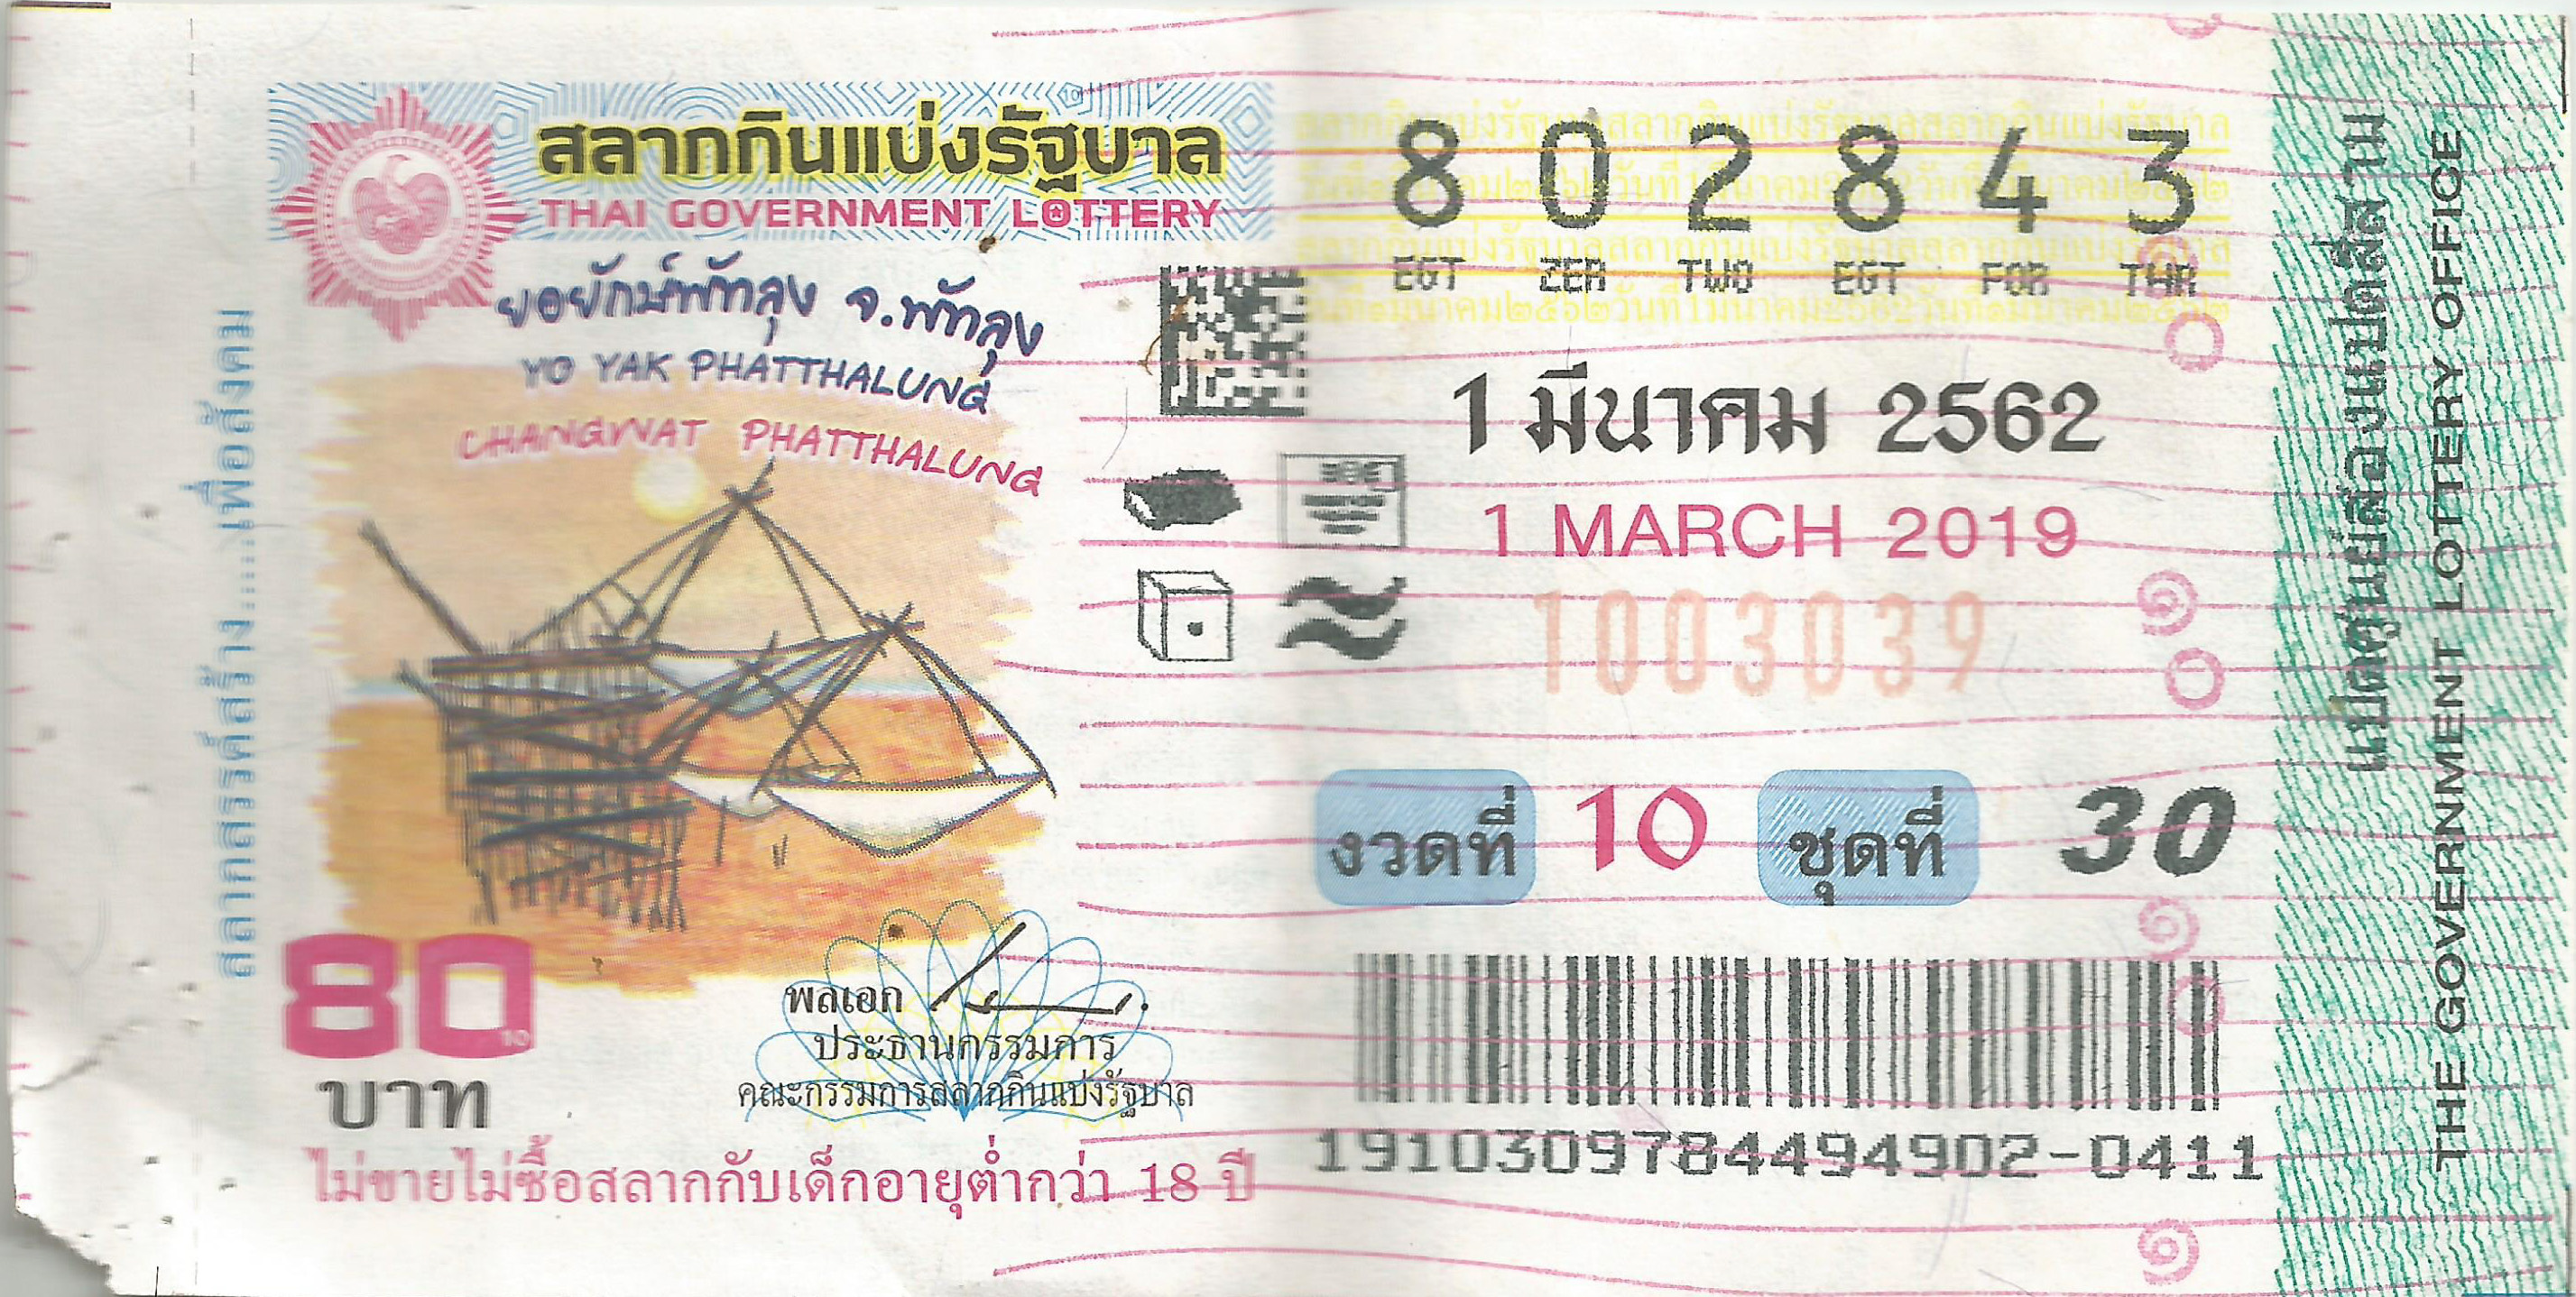 สลากกินแบ่งรัฐบาล
THAI GOVERNMENT LOTTERY
ยอยักษ์พัทลุง จ.พัทลุง
YO YAK PHATTHALUNG
CHANGWAT PHATTHALUNG
สลากสรรค์สร้าง.....เพื่อสังคม
80
บาท
พลเอก
ประธานกรรมการ
คณะกรรมการสลากกินแบ่งรัฐบาล
ไม่ขายไม่ซื้อสลากกับเด็กอายุต่ำกว่า 18 ปี
8 0 2 8 4 3
EGT ZER TWO EGT FOR THR
1 มีนาคม 2562
1 MARCH 2019
1003039
งวดที่ 10 ชุดที่ 30
1910309784494902-0411
แปดศูนย์สองแปดสี่สาม
THE GOVERNMENT LOTTERY OFFICE